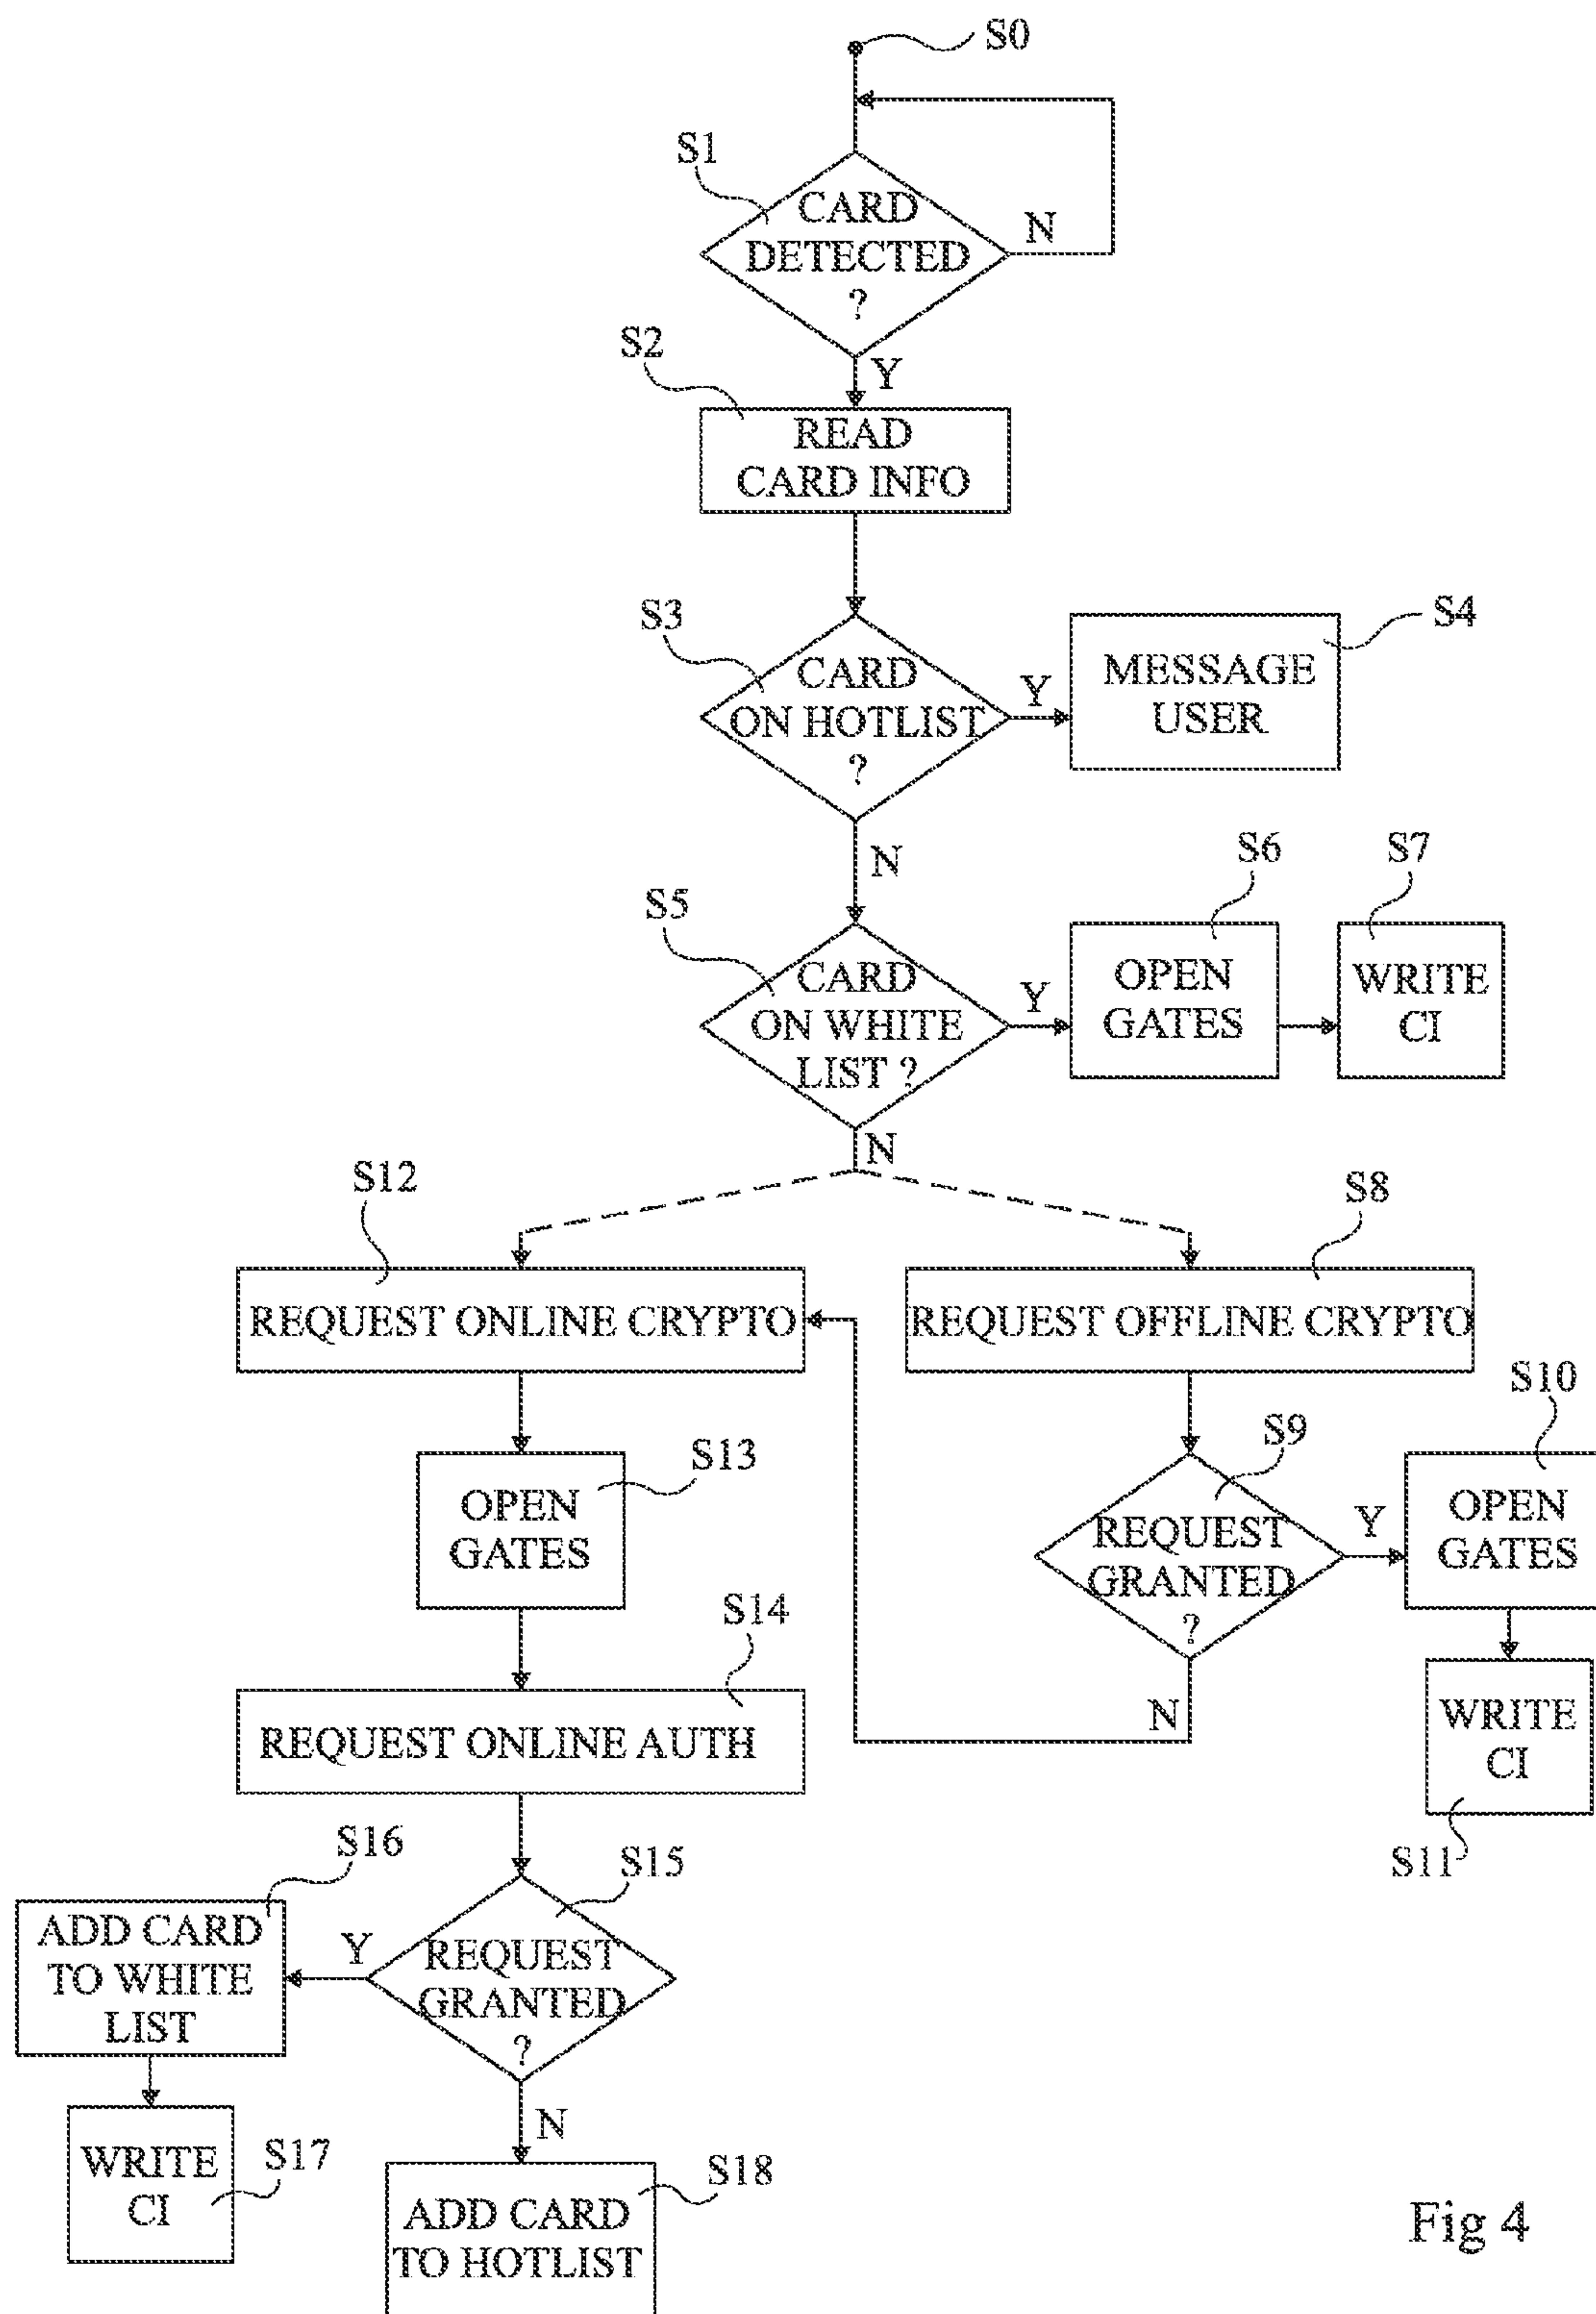 S0
S1
CARD
DETECTED
?
N
Y
S2
READ
CARD INFO
S3
CARD
ON HOTLIST
?
Y
S4
MESSAGE
USER
N
S5
CARD
ON WHITE
LIST ?
Y
S6
OPEN
GATES
S7
WRITE
CI
N
S12
REQUEST ONLINE CRYPTO
S8
REQUEST OFFLINE CRYPTO
S13
OPEN
GATES
S9
REQUEST
GRANTED
?
Y
S10
OPEN
GATES
N
S11
WRITE
CI
S14
REQUEST ONLINE AUTH
S15
REQUEST
GRANTED
?
Y
S16
ADD CARD
TO WHITE
LIST
S17
WRITE
CI
N
S18
ADD CARD
TO HOTLIST
Fig 4